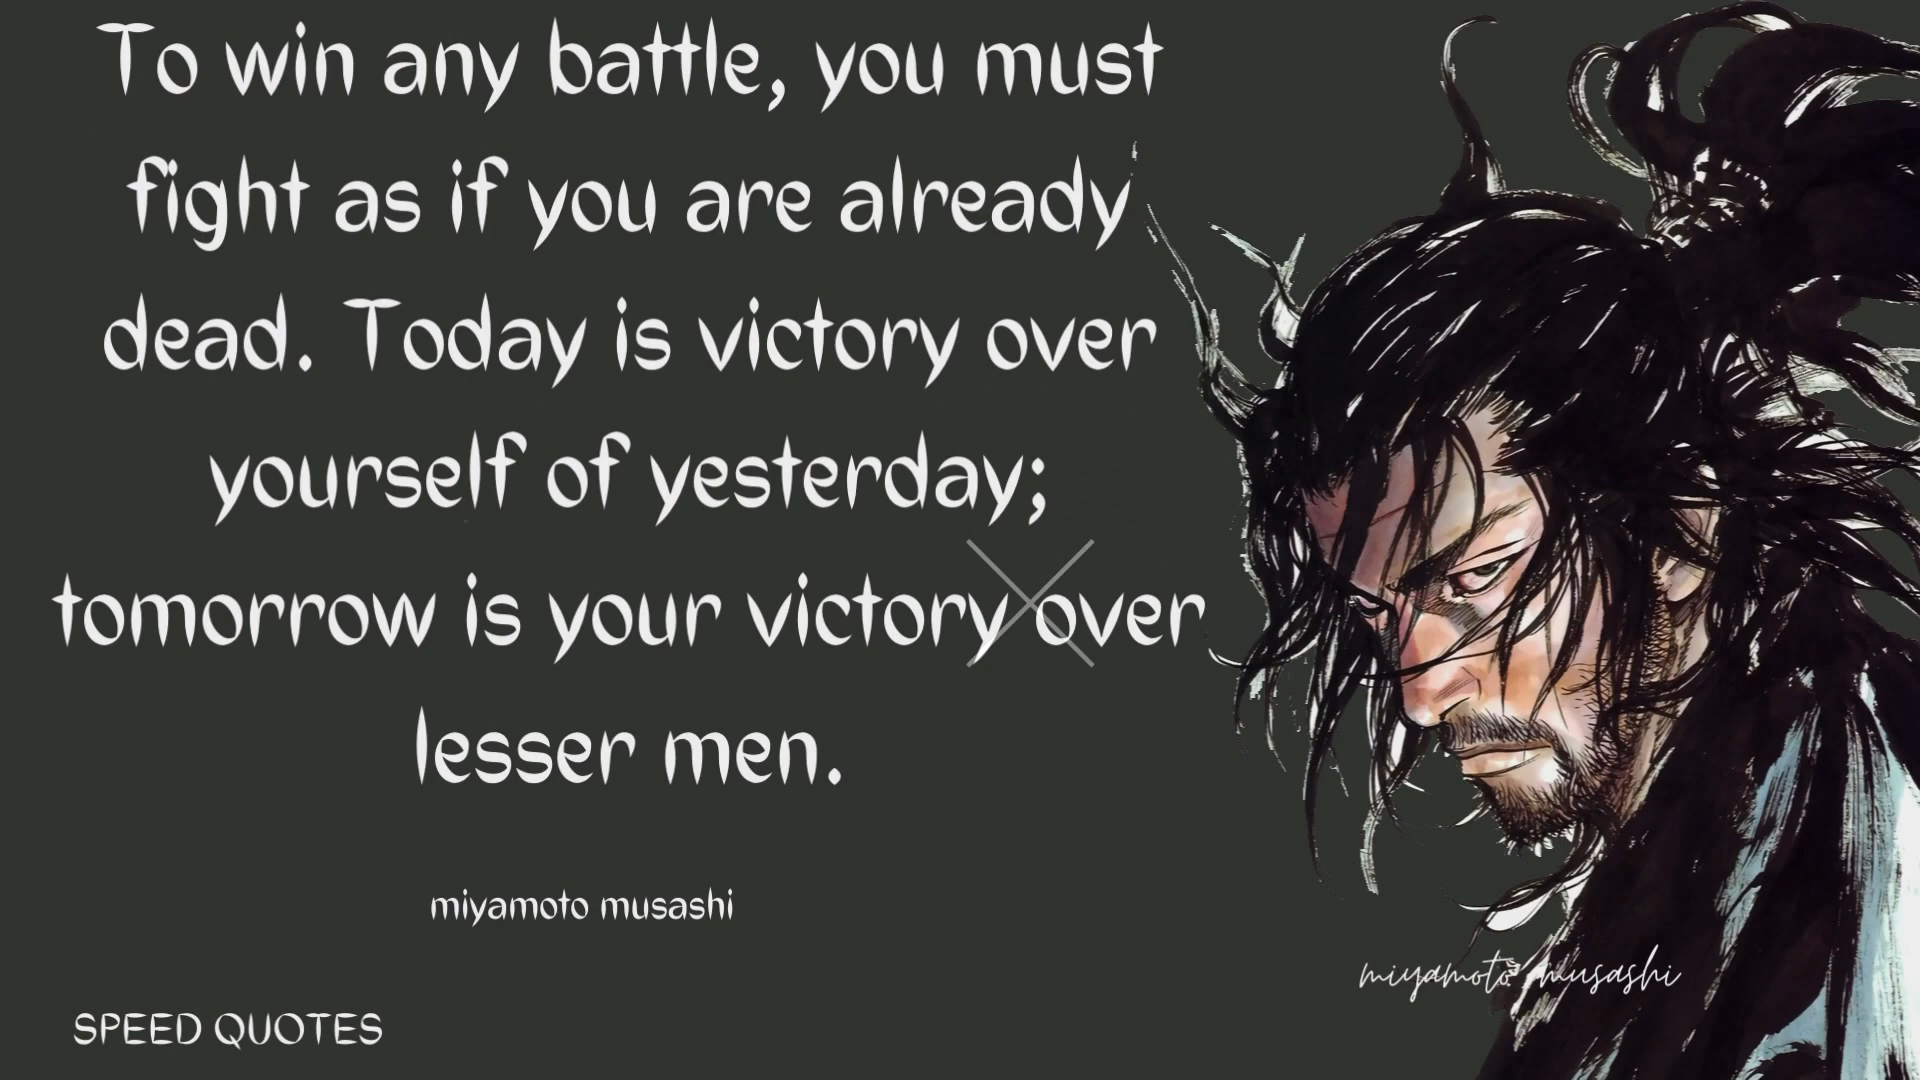 To win any battle, you must
fight as if you are already
dead. Today is victory over
yourself of yesterday;
tomorrow is your victory over
lesser men.
miyamoto musashi
miyamoto musashi
SPEED QUOTES